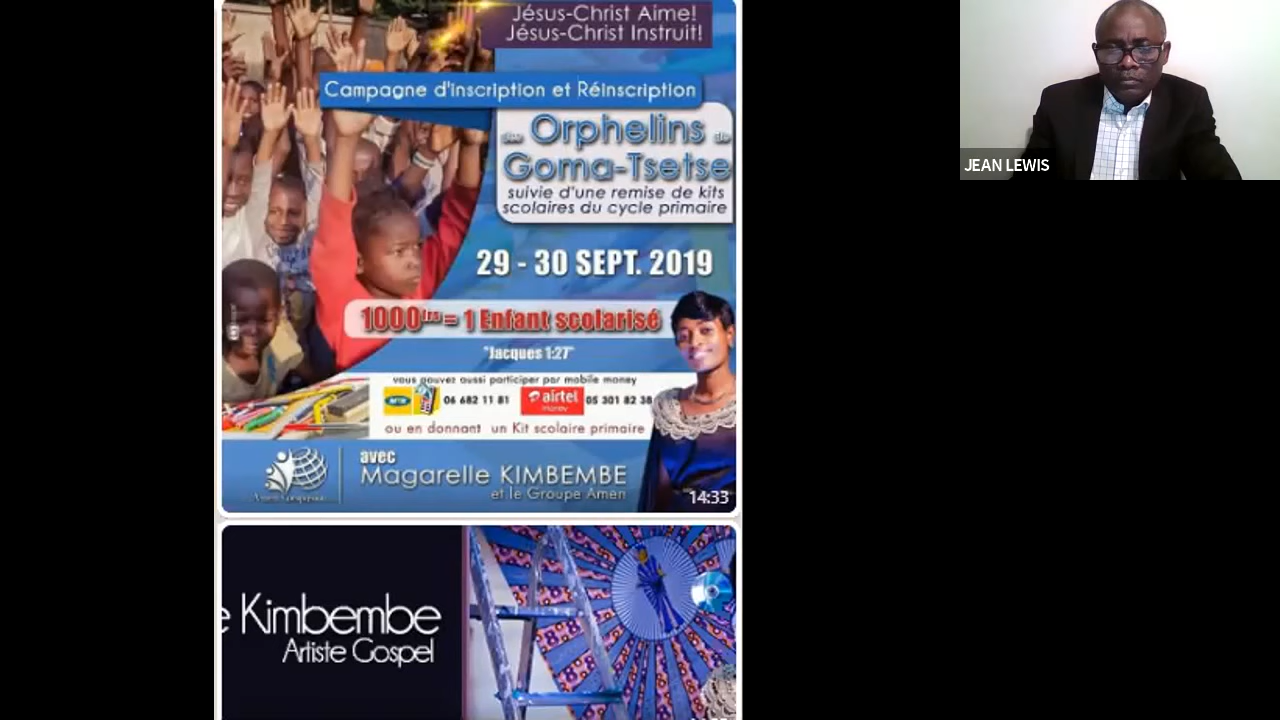 Jésus-Christ Aime!
Jésus-Christ Instruit!
Campagne d'inscription et Réinscription
Orphelins
Goma-Tsetse
suivie d'une remise de kits
scolaires du cycle primaire
29 - 30 SEPT. 2019
1000frs = 1 Enfant scolarisé
"Jacques 1:27"
vous pouvez aussi participer par mobile money
MTN 06 682 11 81 airtel money 05 301 82 38
ou en donnant un Kit scolaire primaire
avec
Magarelle KIMBEMBE
et le Groupe Amen
14:33
e Kimbembe
Artiste Gospel
JEAN LEWIS